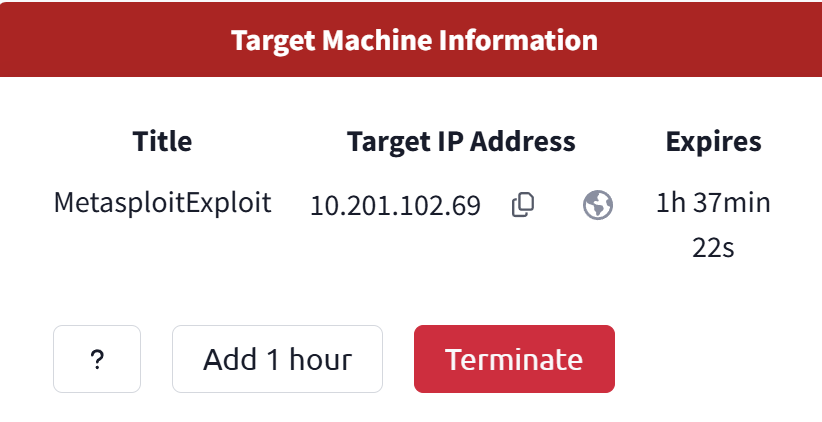 Target Machine Information
Title Target IP Address Expires
MetasploitExploit 10.201.102.69 1h 37min
22s
? Add 1 hour Terminate